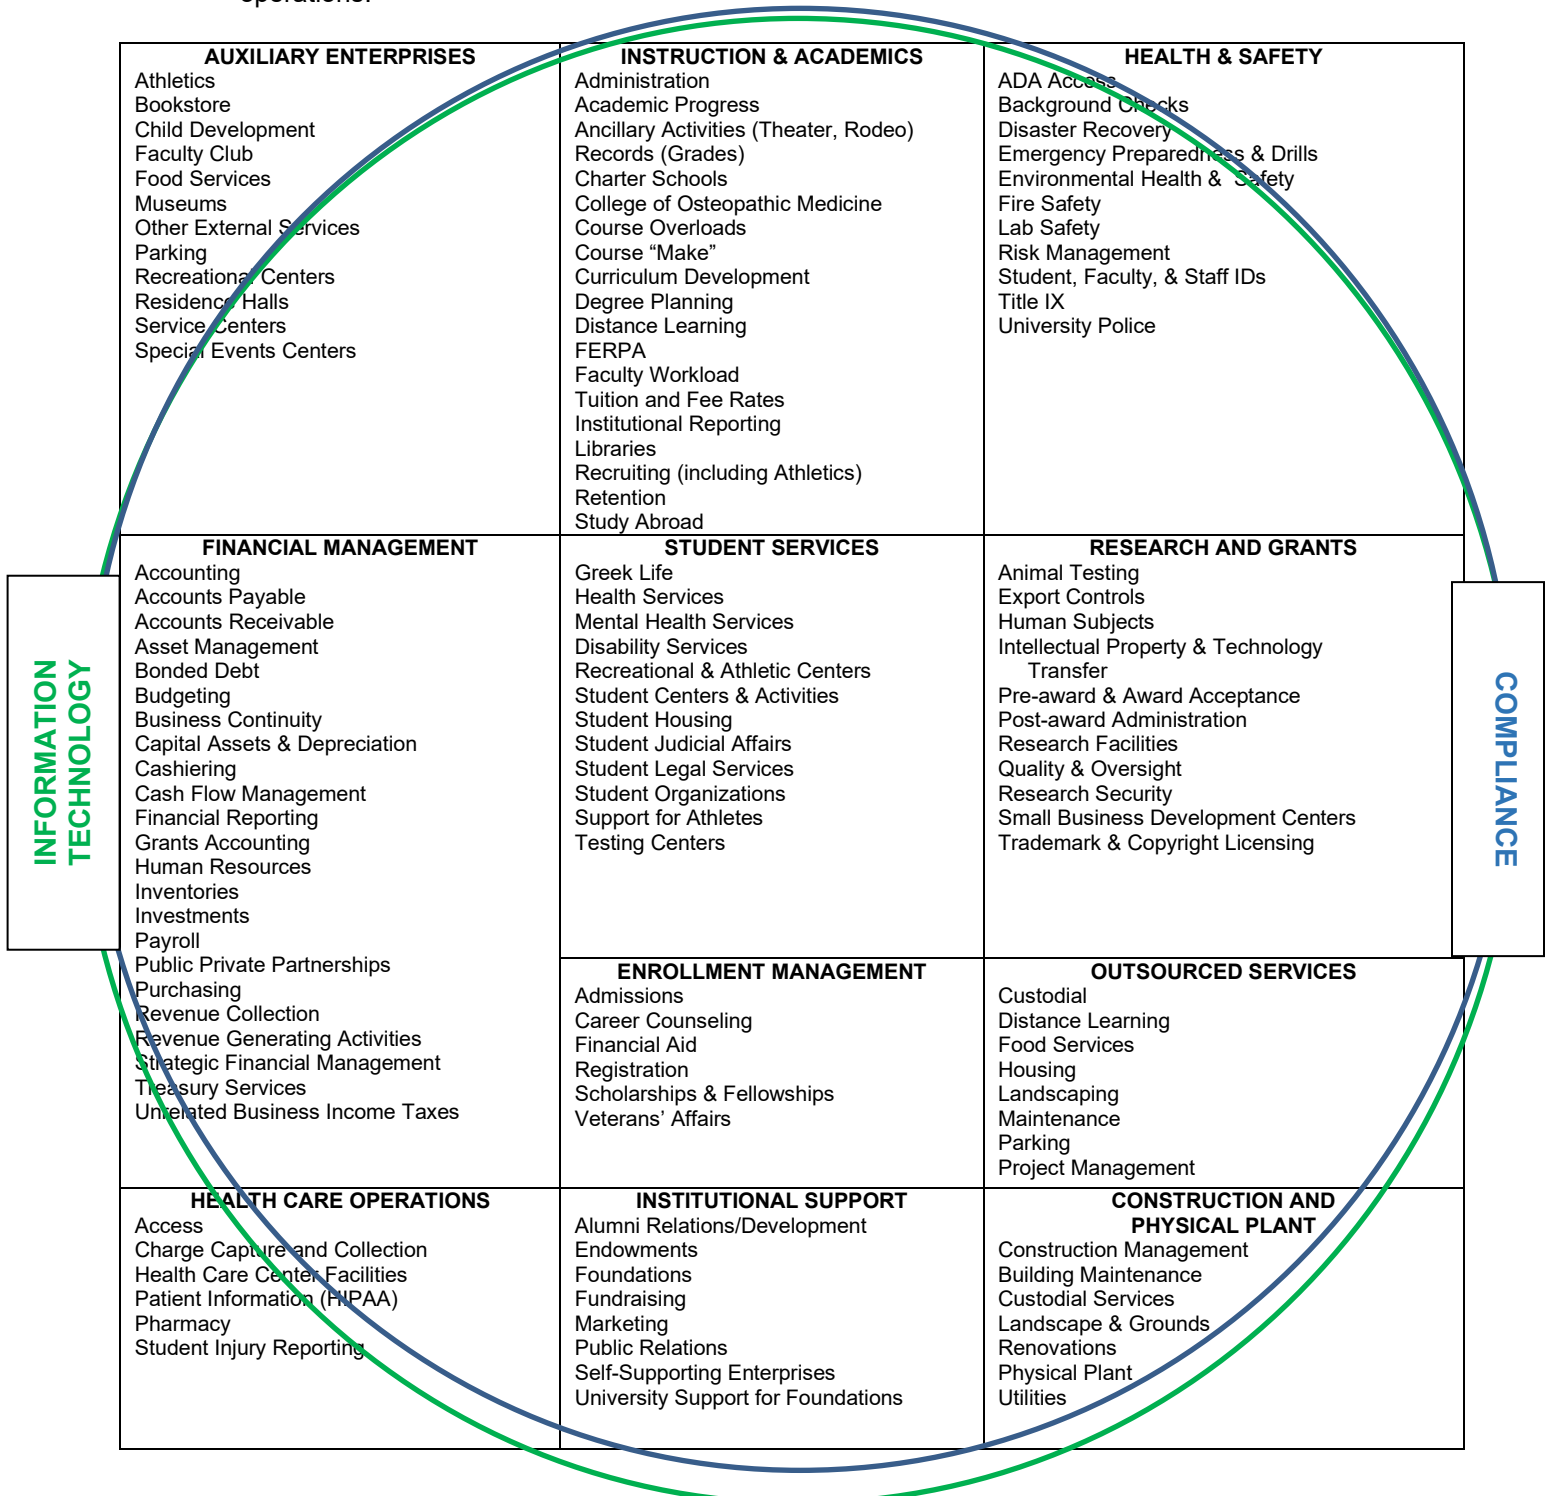 operations.
AUXILIARY ENTERPRISES
Athletics
Bookstore
Child Development
Faculty Club
Food Services
Museums
Other External Services
Parking
Recreational Centers
Residence Halls
Service Centers
Special Events Centers
INSTRUCTION & ACADEMICS
Administration
Academic Progress
Ancillary Activities (Theater, Rodeo)
Records (Grades)
Charter Schools
College of Osteopathic Medicine
Course Overloads
Course “Make”
Curriculum Development
Degree Planning
Distance Learning
FERPA
Faculty Workload
Tuition and Fee Rates
Institutional Reporting
Libraries
Recruiting (including Athletics)
Retention
Study Abroad
HEALTH & SAFETY
ADA Access
Background Checks
Disaster Recovery
Emergency Preparedness & Drills
Environmental Health & Safety
Fire Safety
Lab Safety
Risk Management
Student, Faculty, & Staff IDs
Title IX
University Police
INFORMATION
TECHNOLOGY
FINANCIAL MANAGEMENT
Accounting
Accounts Payable
Accounts Receivable
Asset Management
Bonded Debt
Budgeting
Business Continuity
Capital Assets & Depreciation
Cashiering
Cash Flow Management
Financial Reporting
Grants Accounting
Human Resources
Inventories
Investments
Payroll
Public Private Partnerships
Purchasing
Revenue Collection
Revenue Generating Activities
Strategic Financial Management
Treasury Services
Unrelated Business Income Taxes
STUDENT SERVICES
Greek Life
Health Services
Mental Health Services
Disability Services
Recreational & Athletic Centers
Student Centers & Activities
Student Housing
Student Judicial Affairs
Student Legal Services
Student Organizations
Support for Athletes
Testing Centers
RESEARCH AND GRANTS
Animal Testing
Export Controls
Human Subjects
Intellectual Property & Technology
Transfer
Pre-award & Award Acceptance
Post-award Administration
Research Facilities
Quality & Oversight
Research Security
Small Business Development Centers
Trademark & Copyright Licensing
COMPLIANCE
ENROLLMENT MANAGEMENT
Admissions
Career Counseling
Financial Aid
Registration
Scholarships & Fellowships
Veterans’ Affairs
OUTSOURCED SERVICES
Custodial
Distance Learning
Food Services
Housing
Landscaping
Maintenance
Parking
Project Management
HEALTH CARE OPERATIONS
Access
Charge Capture and Collection
Health Care Center Facilities
Patient Information (HIPAA)
Pharmacy
Student Injury Reporting
INSTITUTIONAL SUPPORT
Alumni Relations/Development
Endowments
Foundations
Fundraising
Marketing
Public Relations
Self-Supporting Enterprises
University Support for Foundations
CONSTRUCTION AND
PHYSICAL PLANT
Construction Management
Building Maintenance
Custodial Services
Landscape & Grounds
Renovations
Physical Plant
Utilities